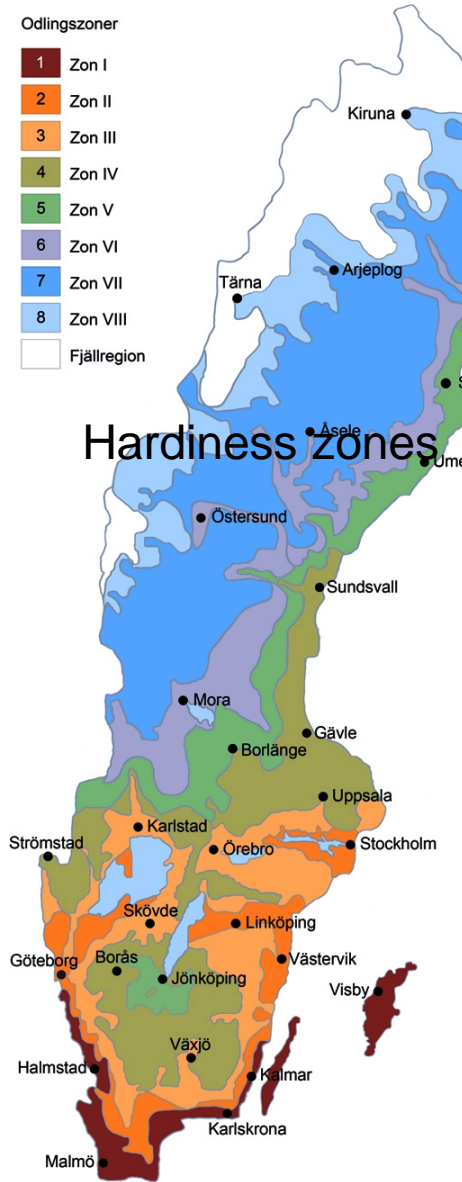 Odlingszoner
1 Zon I
2 Zon II
3 Zon III
4 Zon IV
5 Zon V
6 Zon VI
7 Zon VII
8 Zon VIII
Fjällregion
Kiruna
Arjeplog
Tärna
S
Åsele
Hardiness zones
Ume
Östersund
Sundsvall
Mora
Gävle
Borlänge
Uppsala
Karlstad
Strömstad
Örebro
Stockholm
Skövde
Linköping
Göteborg
Borås
Jönköping
Västervik
Visby
Växjö
Halmstad
Kalmar
Karlskrona
Malmö